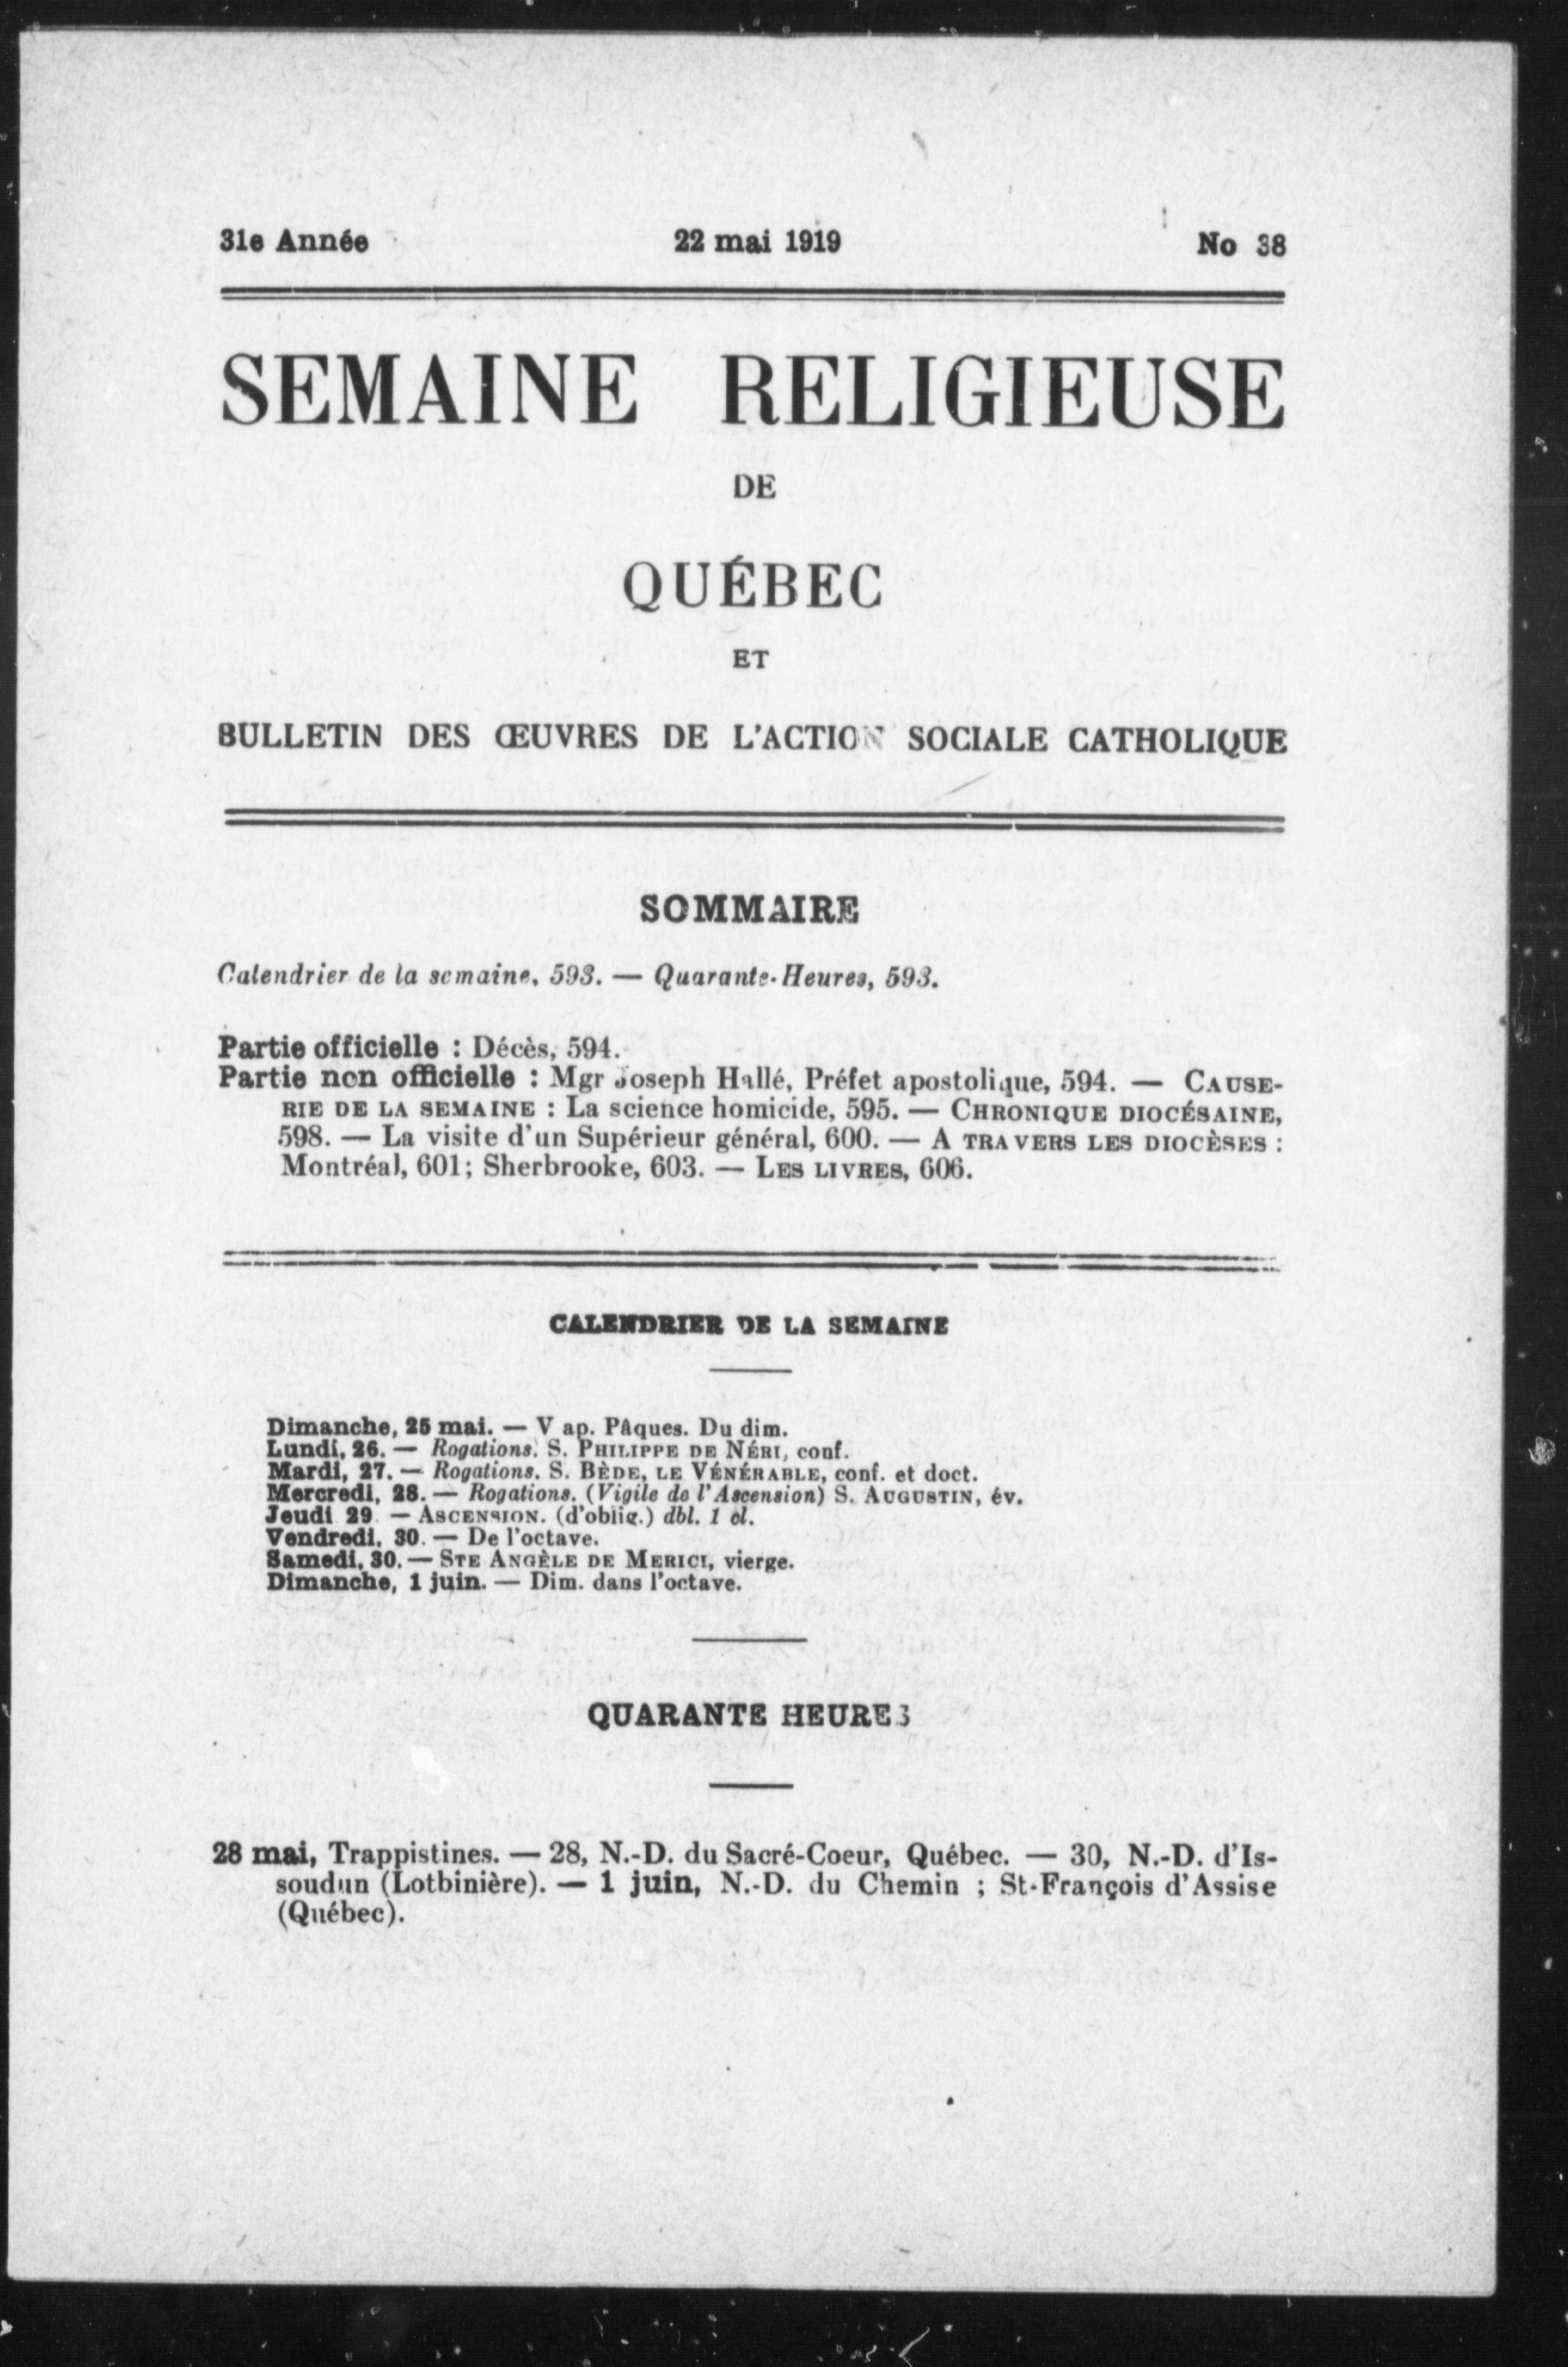 31e Année 22 mai 1919 No 38
SEMAINE RELIGIEUSE
DE
QUÉBEC
ET
BULLETIN DES ŒUVRES DE L'ACTION SOCIALE CATHOLIQUE
SOMMAIRE
Calendrier de la semaine, 593. — Quarante-Heures, 593.
Partie officielle : Décès, 594.
Partie non officielle : Mgr Joseph Hallé, Préfet apostolique, 594. — CAUSE-
RIE DE LA SEMAINE : La science homicide, 595. — CHRONIQUE DIOCÉSAINE,
598. — La visite d'un Supérieur général, 600. — A TRAVERS LES DIOCÈSES :
Montréal, 601; Sherbrooke, 603. — LES LIVRES, 606.
CALENDRIER DE LA SEMAINE
Dimanche, 25 mai. — V ap. Pâques. Du dim.
Lundi, 26. — Rogations. S. PHILIPPE DE NÉRI, conf.
Mardi, 27. — Rogations. S. BÈDE, LE VÉNÉRABLE, conf. et doct.
Mercredi, 28. — Rogations. (Vigile de l'Ascension) S. AUGUSTIN, év.
Jeudi 29. — ASCENSION. (d'oblig.) dbl. 1 cl.
Vendredi, 30. — De l'octave.
Samedi, 30. — STE ANGÈLE DE MERICI, vierge.
Dimanche, 1 juin. — Dim. dans l'octave.
QUARANTE HEURES
28 mai, Trappistines. — 28, N.-D. du Sacré-Coeur, Québec. — 30, N.-D. d'Is-
soudun (Lotbinière). — 1 juin, N.-D. du Chemin ; St-François d'Assise
(Québec).